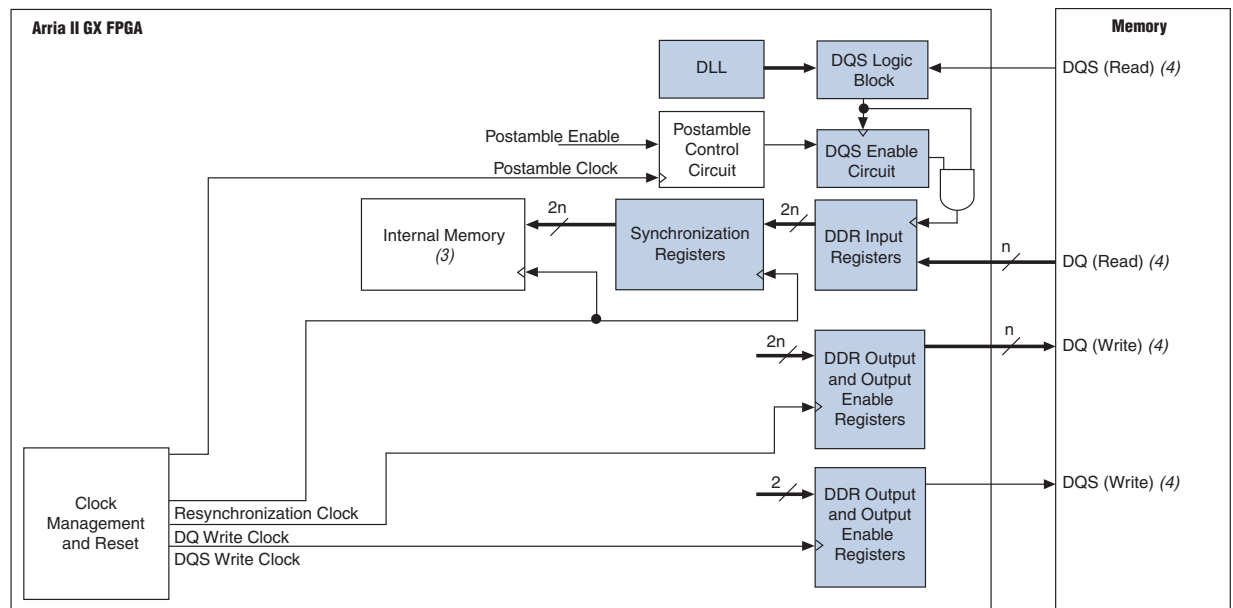 Arria II GX FPGA
Memory
DLL
DQS Logic
Block
DQS (Read) (4)
Postamble Enable
Postamble
Control
Circuit
DQS Enable
Circuit
Postamble Clock
Internal Memory
(3)
2n
Synchronization
Registers
2n
DDR Input
Registers
n
DQ (Read) (4)
2n
DDR Output
and Output
Enable
Registers
n
DQ (Write) (4)
Clock
Management
and Reset
Resynchronization Clock
DQ Write Clock
DQS Write Clock
2
DDR Output
and Output
Enable
Registers
DQS (Write) (4)